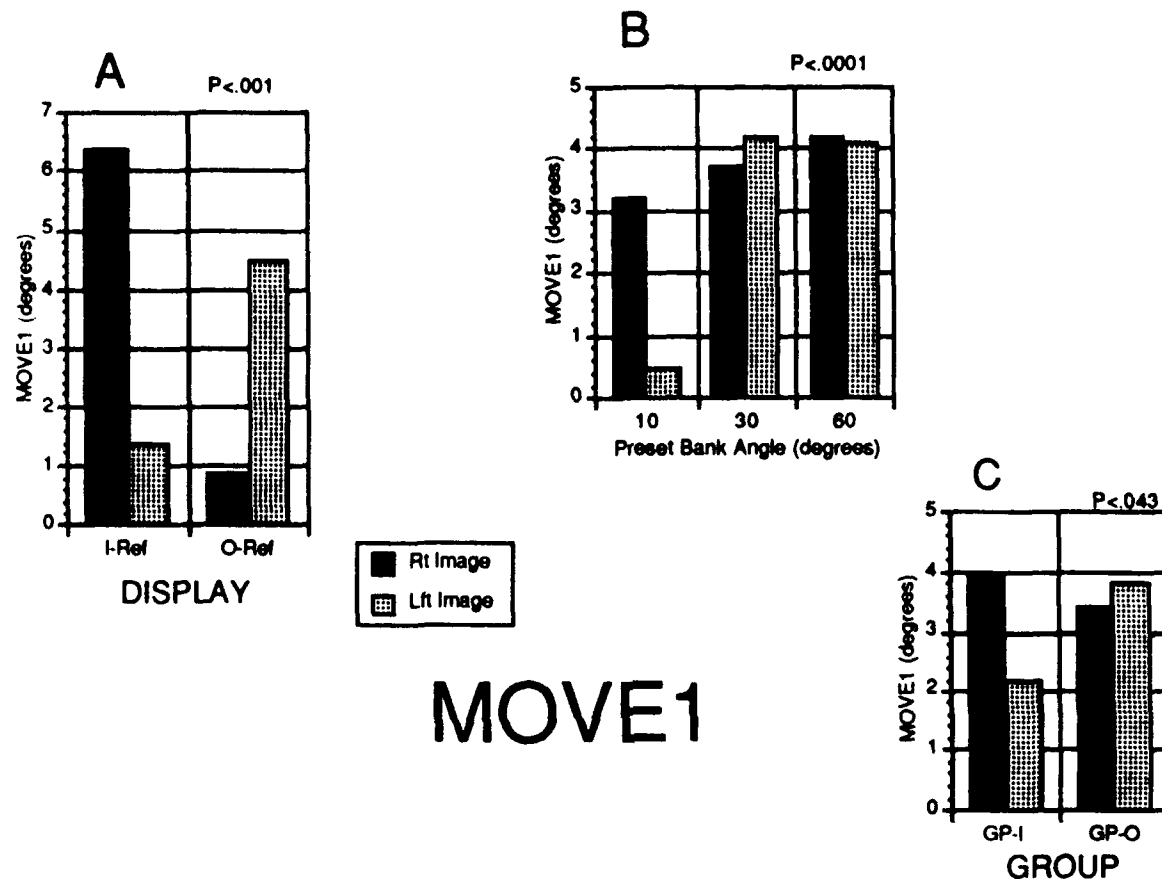 A
P<.001
7
6
5
4
3
2
1
0
MOVE1 (degrees)
I-Ref O-Ref
DISPLAY
B
P<.0001
5
4
3
2
1
0
MOVE1 (degrees)
10 30 60
Preset Bank Angle (degrees)
Rt Image
Lft Image
MOVE1
C
P<.043
5
4
3
2
1
0
MOVE1 (degrees)
GP-I GP-O
GROUP